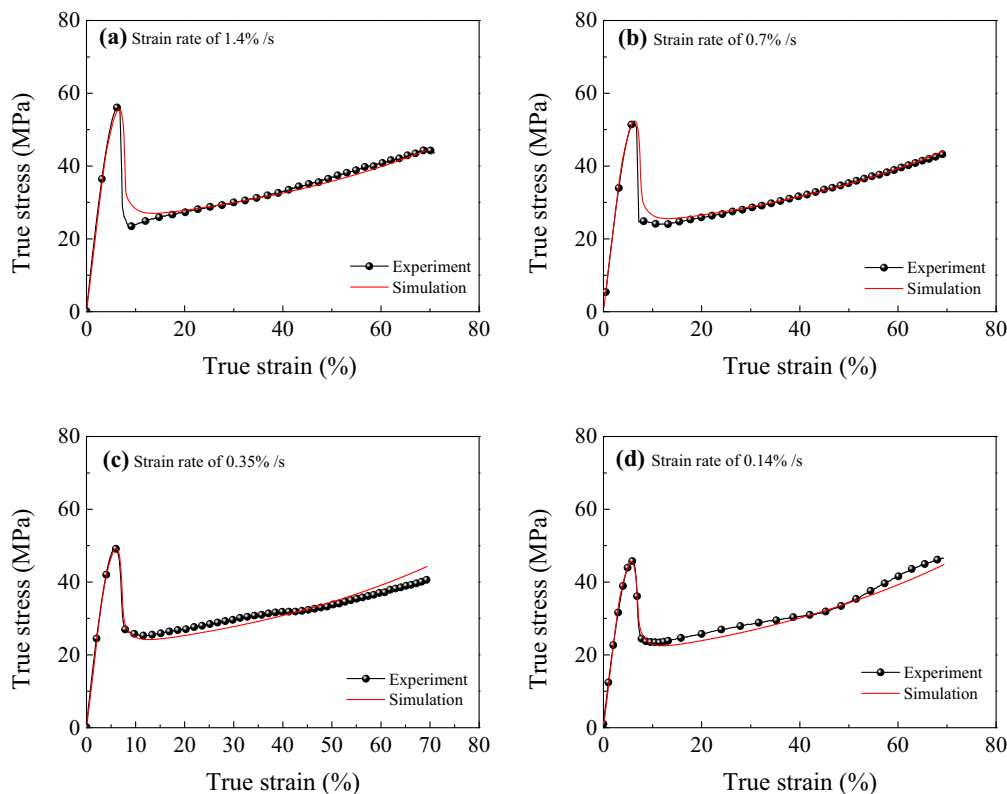 (a) Strain rate of 1.4% /s
True stress (MPa)
80
60
40
20
0
Experiment
Simulation
0 20 40 60 80
True strain (%)
(b) Strain rate of 0.7% /s
True stress (MPa)
80
60
40
20
0
Experiment
Simulation
0 20 40 60 80
True strain (%)
(c) Strain rate of 0.35% /s
True stress (MPa)
80
60
40
20
0
Experiment
Simulation
0 10 20 30 40 50 60 70 80
True strain (%)
(d) Strain rate of 0.14% /s
True stress (MPa)
80
60
40
20
0
Experiment
Simulation
0 20 40 60 80
True strain (%)